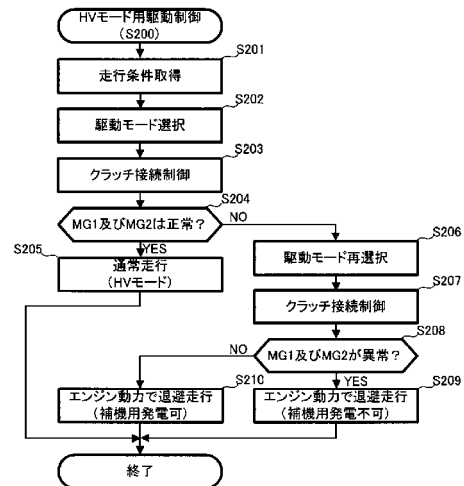 HVモード用駆動制御
(S200)
S201
走行条件取得
S202
駆動モード選択
S203
クラッチ接続制御
S204
MG1及びMG2は正常?
NO
YES
S205
通常走行
(HVモード)
S206
駆動モード再選択
S207
クラッチ接続制御
S208
MG1及びMG2が異常?
NO
YES
S210
エンジン動力で退避走行
(補機用発電可)
S209
エンジン動力で退避走行
(補機用発電不可)
終了